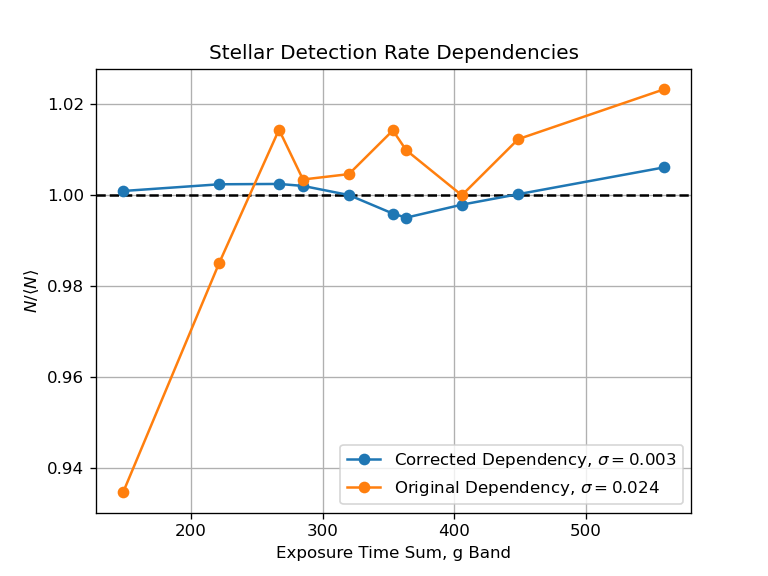 Stellar Detection Rate Dependencies
1.02
1.00
0.98
0.96
0.94
N/⟨N⟩
Corrected Dependency, σ = 0.003
Original Dependency, σ = 0.024
200
300
400
500
Exposure Time Sum, g Band